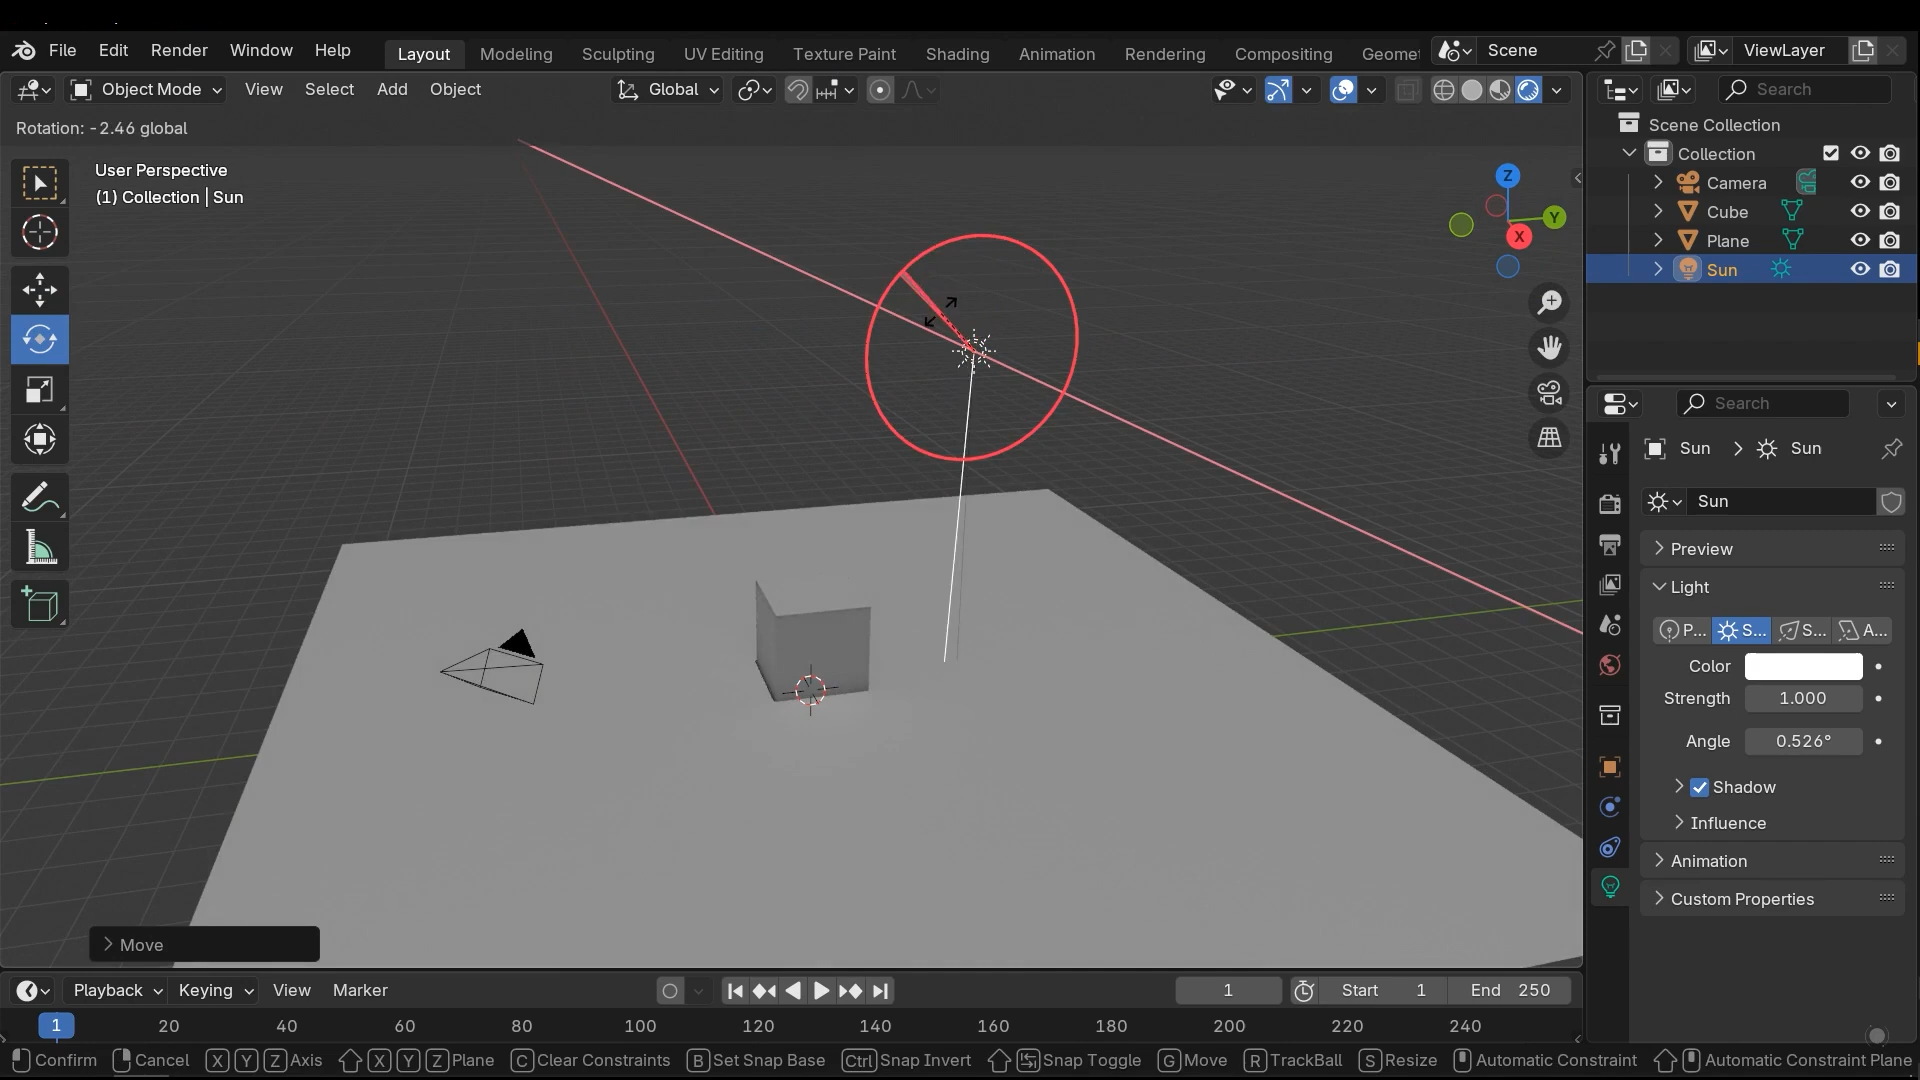 File Edit Render Window Help Layout Modeling Sculpting UV Editing Texture Paint Shading Animation Rendering Compositing Geomet Scene ViewLayer
Object Mode View Select Add Object Global Search
Rotation: -2.46 global
User Perspective
(1) Collection | Sun
Z
Y
X
Scene Collection
Collection
Camera
Cube
Plane
Sun
Search
Sun > Sun
Sun
Preview
Light
P... S... S... A...
Color
Strength 1.000
Angle 0.526°
Shadow
Influence
Animation
Custom Properties
Move
Playback Keying View Marker 1 Start 1 End 250
1 20 40 60 80 100 120 140 160 180 200 220 240
Confirm Cancel X Y Z Axis X Y Z Plane C Clear Constraints B Set Snap Base Ctrl Snap Invert Snap Toggle G Move R TrackBall S Resize Automatic Constraint Automatic Constraint Plane